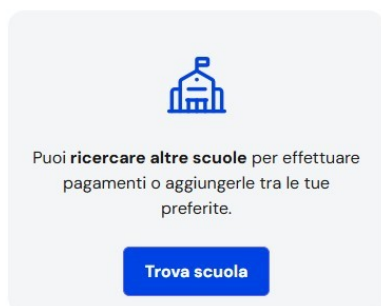 Puoi ricercare altre scuole per effettuare
pagamenti o aggiungerle tra le tue
preferite.
Trova scuola